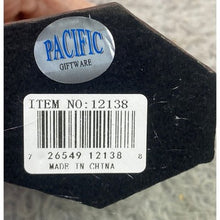 PACIFIC
GIFTWARE
ITEM NO:12138
7 26549 12138 8
MADE IN CHINA